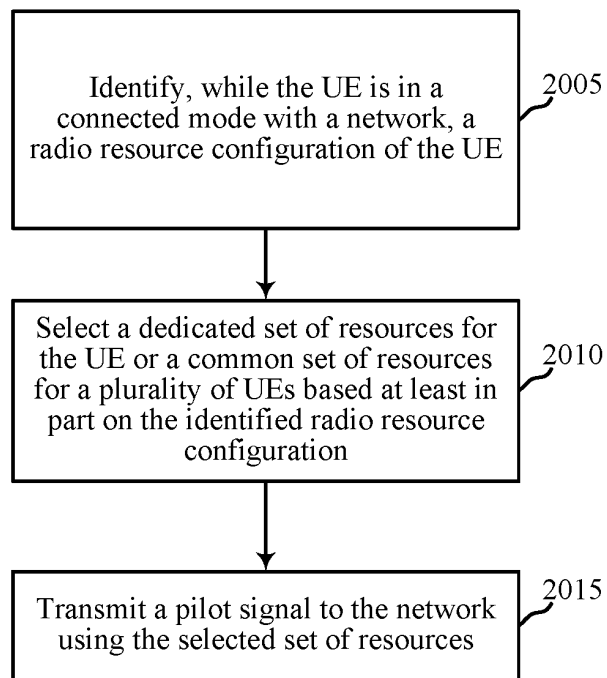 Identify, while the UE is in a
connected mode with a network, a
radio resource configuration of the UE
2005
Select a dedicated set of resources for
the UE or a common set of resources
for a plurality of UEs based at least in
part on the identified radio resource
configuration
2010
Transmit a pilot signal to the network
using the selected set of resources
2015